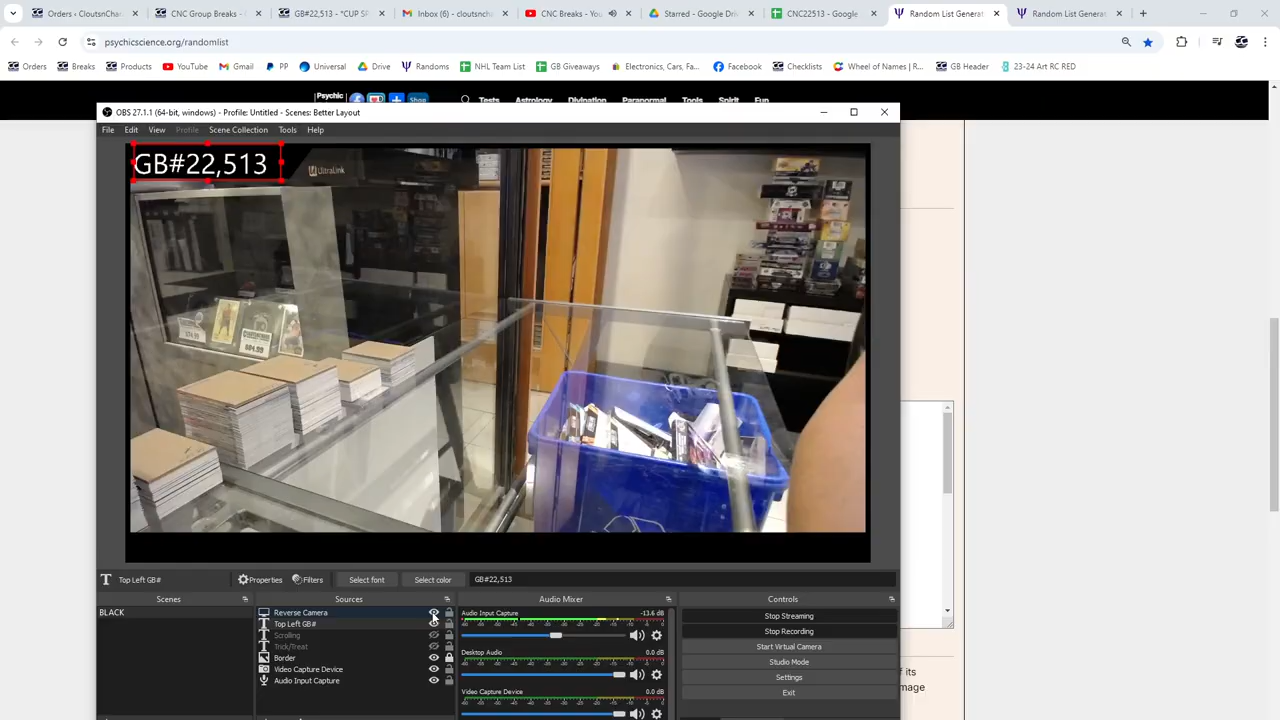 Orders ‹ CloutsnChara
CNC Group Breaks -
GB#22,513 - *CUP SP
Inbox (6) - cloutsnch
CNC Breaks - You
Starred - Google Driv
CNC22513 - Google
Random List Generat
Random List Generat
psychicscience.org/randomlist
Orders
Breaks
Products
YouTube
Gmail
PP
Universal
Drive
Randoms
NHL Team List
GB Giveaways
Electronics, Cars, Fa...
Facebook
Checklists
Wheel of Names | R...
GB Header
23-24 Art RC RED
Psychic
Shop
Tests
Astrology
Divination
Paranormal
Tools
Spirit
Fun
OBS 27.1.1 (64-bit, windows) - Profile: Untitled - Scenes: Better Layout
File
Edit
View
Profile
Scene Collection
Tools
Help
GB#22,513
UltraLink
Top Left GB#
Properties
Filters
Select font
Select color
GB#22,513
Scenes
Sources
Audio Mixer
Controls
BLACK
Reverse Camera
Top Left GB#
Scrolling
Trick/Treat
Border
Video Capture Device
Audio Input Capture
Audio Input Capture
-13.6 dB
Desktop Audio
0.0 dB
Video Capture Device
0.0 dB
Stop Streaming
Stop Recording
Start Virtual Camera
Studio Mode
Settings
Exit
f its
mage